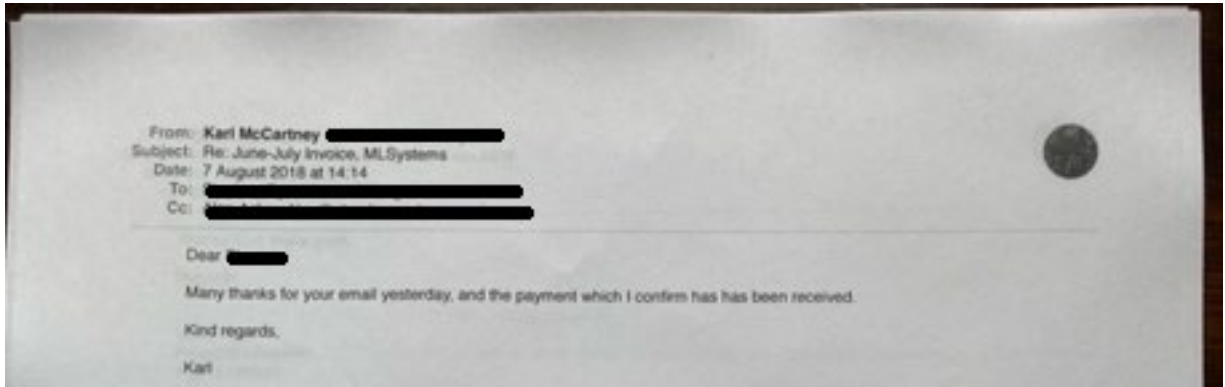 From: Karl McCartney
Subject: Re: June-July Invoice, MLSystems
Date: 7 August 2018 at 14:14
To:
Cc:
Dear
Many thanks for your email yesterday, and the payment which I confirm has has been received.
Kind regards,
Karl